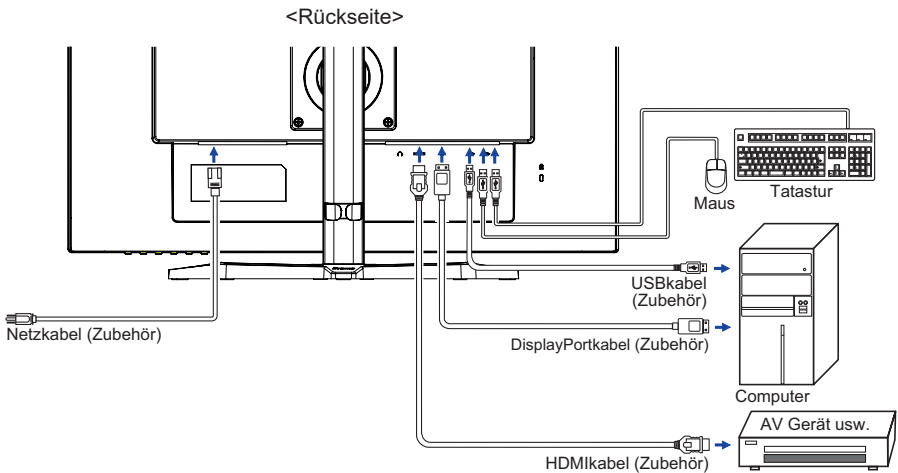 <Rückseite>
Maus
Tatastur
USBkabel
(Zubehör)
Netzkabel (Zubehör)
DisplayPortkabel (Zubehör)
Computer
AV Gerät usw.
HDMIkabel (Zubehör)